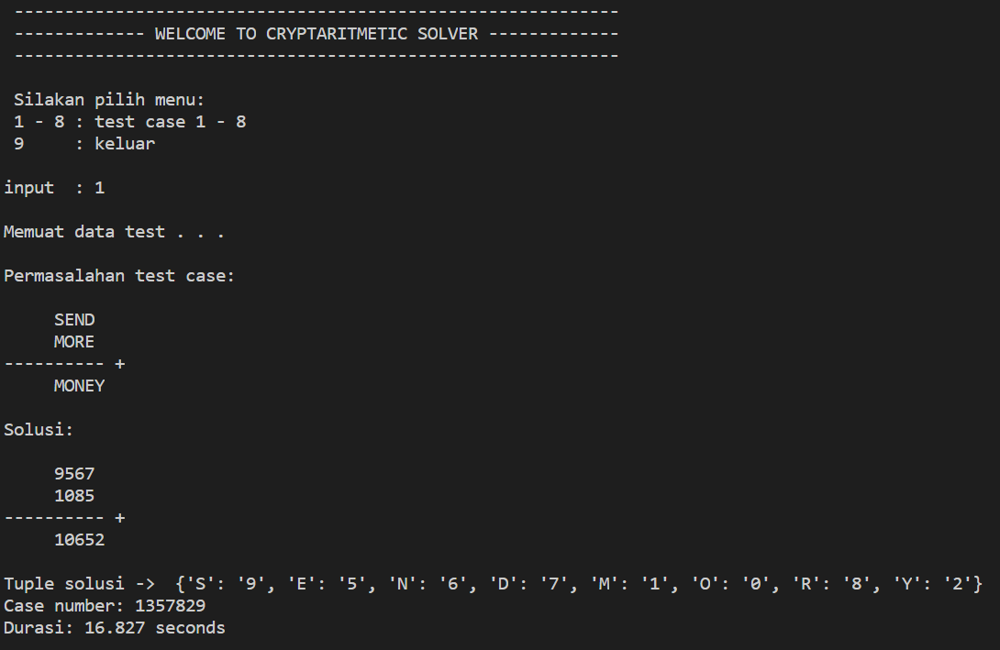 ------------------------------------------------------------
------------- WELCOME TO CRYPTARITMETIC SOLVER -------------
------------------------------------------------------------
Silakan pilih menu:
1 - 8 : test case 1 - 8
9     : keluar
input  : 1
Memuat data test . . .
Permasalahan test case:
SEND
MORE
---------- +
MONEY
Solusi:
9567
1085
---------- +
10652
Tuple solusi ->  {'S': '9', 'E': '5', 'N': '6', 'D': '7', 'M': '1', 'O': '0', 'R': '8', 'Y': '2'}
Case number: 1357829
Durasi: 16.827 seconds